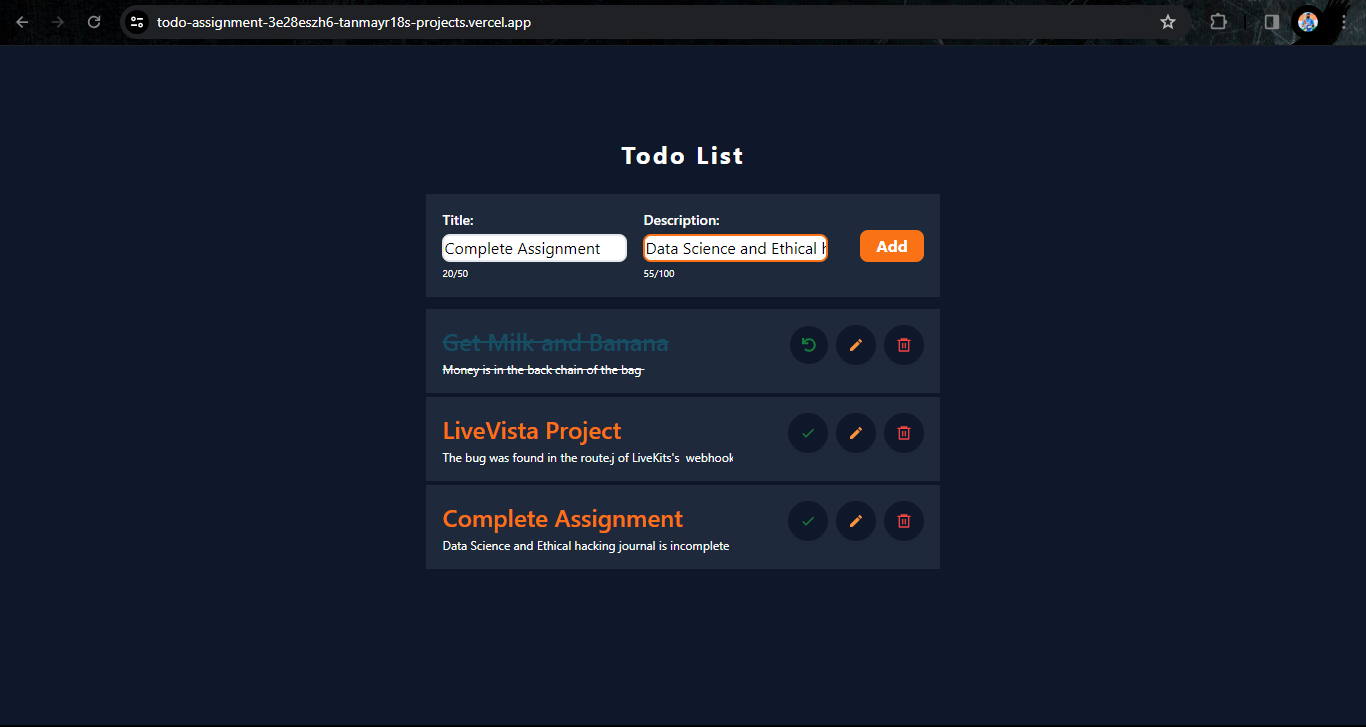 todo-assignment-3e28eszh6-tanmayr18s-projects.vercel.app
Todo List
Title: Description:
Complete Assignment Data Science and Ethical Add
20/50 55/100
Get Milk and Banana
Money is in the back chain of the bag
LiveVista Project
The bug was found in the route.j of LiveKits's webhook
Complete Assignment
Data Science and Ethical hacking journal is incomplete